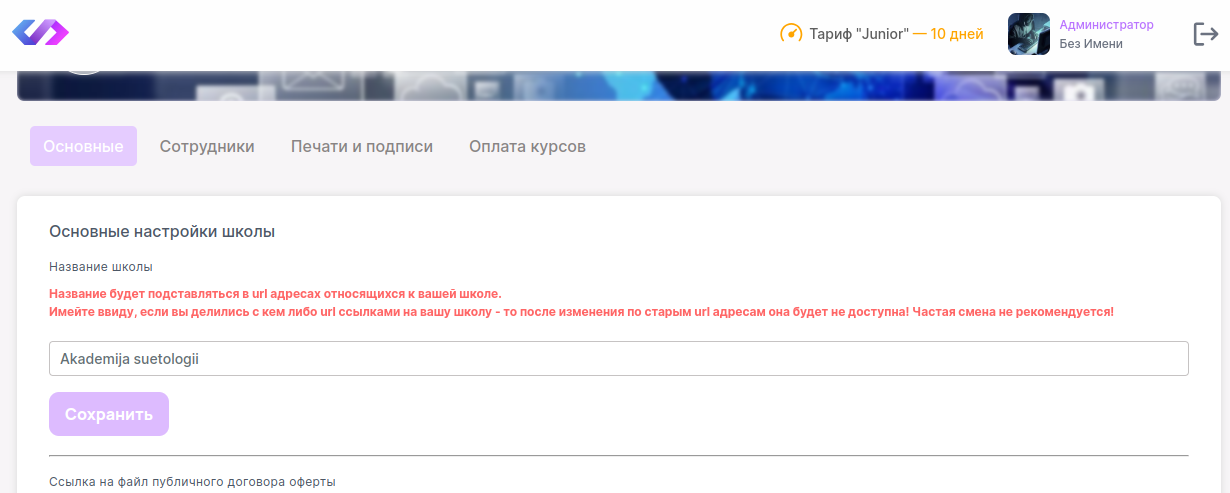 Тариф "Junior" — 10 дней
Администратор
Без Имени
Основные Сотрудники Печати и подписи Оплата курсов
Основные настройки школы
Название школы
Название будет подставляться в url адресах относящихся к вашей школе.
Имейте ввиду, если вы делились с кем либо url ссылками на вашу школу - то после изменения по старым url адресам она будет не доступна! Частая смена не рекомендуется!
Akademija suetologii
Сохранить
Ссылка на файл публичного договора оферты